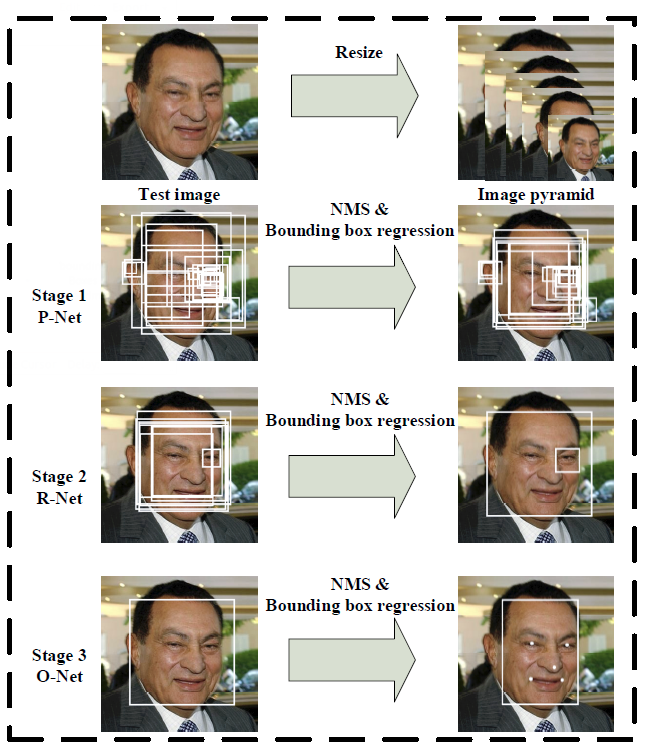 Resize
Test image
Image pyramid
NMS &
Bounding box regression
Stage 1
P-Net
NMS &
Bounding box regression
Stage 2
R-Net
NMS &
Bounding box regression
Stage 3
O-Net